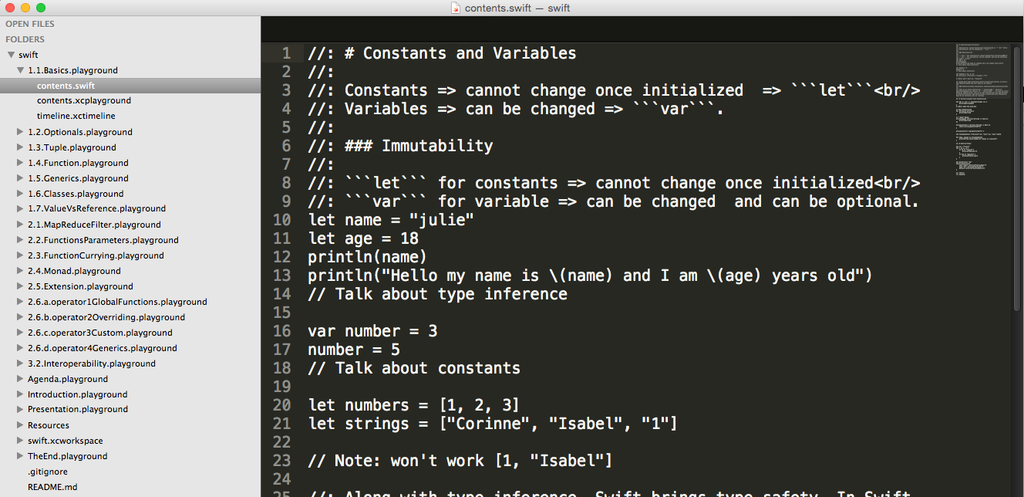 contents.swift — swift
OPEN FILES
FOLDERS
swift
1.1.Basics.playground
contents.swift
contents.xcplayground
timeline.xctimeline
1.2.Optionals.playground
1.3.Tuple.playground
1.4.Function.playground
1.5.Generics.playground
1.6.Classes.playground
1.7.ValueVsReference.playground
2.1.MapReduceFilter.playground
2.2.FunctionsParameters.playground
2.3.FunctionCurrying.playground
2.4.Monad.playground
2.5.Extension.playground
2.6.a.operator1GlobalFunctions.playground
2.6.b.operator2Overriding.playground
2.6.c.operator3Custom.playground
2.6.d.operator4Generics.playground
3.2.Interoperability.playground
Agenda.playground
Introduction.playground
Presentation.playground
Resources
swift.xcworkspace
TheEnd.playground
.gitignore
README.md
1 //: # Constants and Variables
2 //:
3 //: Constants => cannot change once initialized  => ```let```<br/>
4 //: Variables => can be changed => ```var```.
5 //:
6 //: ### Immutability
7 //:
8 //: ```let``` for constants => cannot change once initialized<br/>
9 //: ```var``` for variable => can be changed  and can be optional.
10 let name = "julie"
11 let age = 18
12 println(name)
13 println("Hello my name is \(name) and I am \(age) years old")
14 // Talk about type inference
15
16 var number = 3
17 number = 5
18 // Talk about constants
19
20 let numbers = [1, 2, 3]
21 let strings = ["Corinne", "Isabel", "1"]
22
23 // Note: won't work [1, "Isabel"]
24
25 //: Along with type inference, Swift brings type safety. In Swift